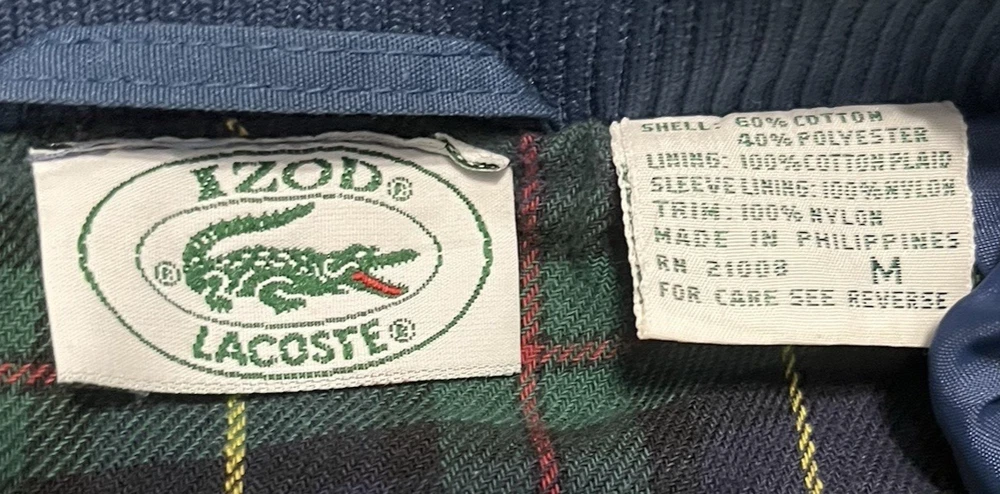 IZOD®
®
LACOSTE®
SHELL: 60% COTTON
40% POLYESTER
LINING: 100% COTTON PLAID
SLEEVE LINING: 100% NYLON
TRIM: 100% NYLON
MADE IN PHILIPPINES
RN 21008 M
FOR CARE SEE REVERSE